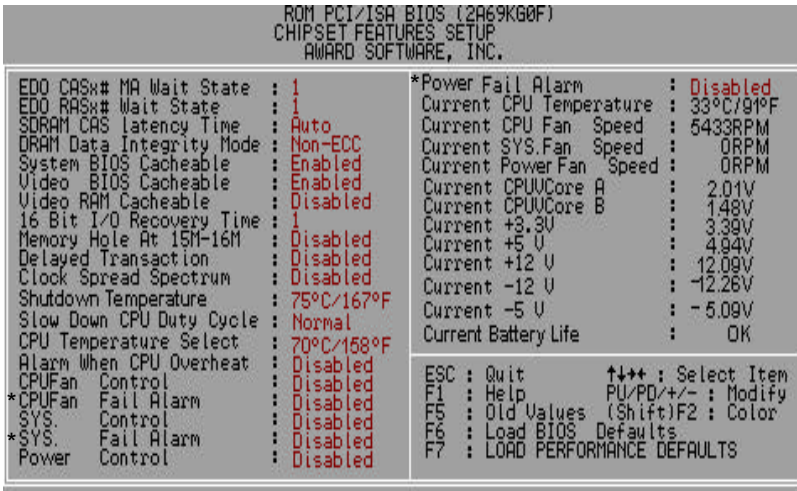 ROM PCI/ISA BIOS (2A69KG0F)
CHIPSET FEATURES SETUP
AWARD SOFTWARE, INC.
EDO CASx# MA Wait State : 1
EDO RASx# Wait State : 1
SDRAM CAS latency Time : Auto
DRAM Data Integrity Mode : Non-ECC
System BIOS Cacheable : Enabled
Video BIOS Cacheable : Enabled
Video RAM Cacheable : Disabled
16 Bit I/O Recovery Time : 1
Memory Hole At 15M-16M : Disabled
Delayed Transaction : Disabled
Clock Spread Spectrum : Disabled
Shutdown Temperature : 75°C/167°F
Slow Down CPU Duty Cycle : Normal
CPU Temperature Select : 70°C/158°F
Alarm When CPU Overheat : Disabled
CPUFan Control : Disabled
*CPUFan Fail Alarm : Disabled
SYS. Control : Disabled
*SYS. Fail Alarm : Disabled
Power Control : Disabled
*Power Fail Alarm : Disabled
Current CPU Temperature : 33°C/91°F
Current CPU Fan Speed : 5433RPM
Current SYS.Fan Speed : 0RPM
Current Power Fan Speed : 0RPM
Current CPUVCore A : 2.01V
Current CPUVCore B : 1.48V
Current +3.3V : 3.39V
Current +5 V : 4.94V
Current +12 V : 12.09V
Current -12 V : -12.26V
Current -5 V : - 5.09V
Current Battery Life : OK
ESC : Quit ↑↓→← : Select Item
F1 : Help PU/PD/+/- : Modify
F5 : Old Values (Shift)F2 : Color
F6 : Load BIOS Defaults
F7 : LOAD PERFORMANCE DEFAULTS